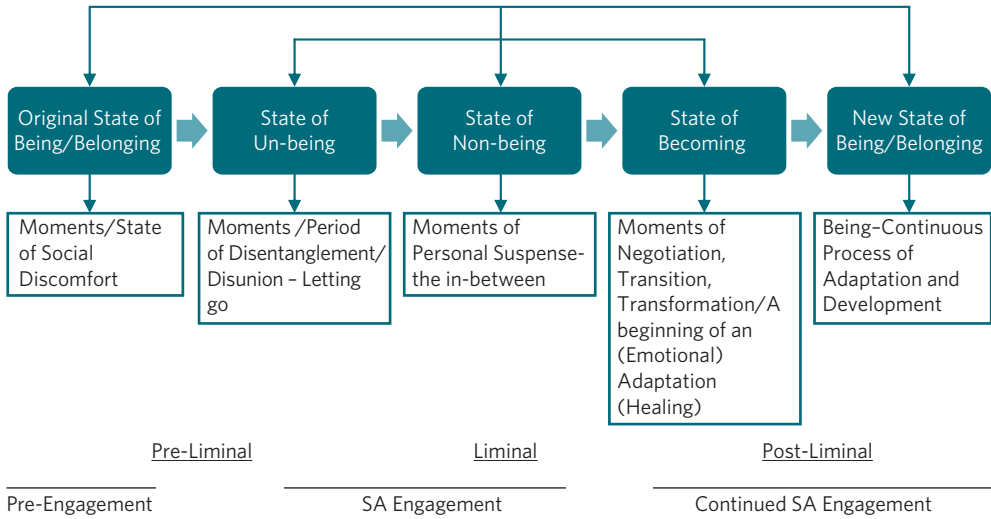 Original State of
Being/Belonging
State of
Un-being
State of
Non-being
State of
Becoming
New State of
Being/Belonging
Moments/State
of Social
Discomfort
Moments /Period
of Disentanglement/
Disunion – Letting
go
Moments of
Personal Suspense-
the in-between
Moments of
Negotiation,
Transition,
Transformation/A
beginning of an
(Emotional)
Adaptation
(Healing)
Being–Continuous
Process of
Adaptation and
Development
Pre-Liminal
Liminal
Post-Liminal
Pre-Engagement
SA Engagement
Continued SA Engagement